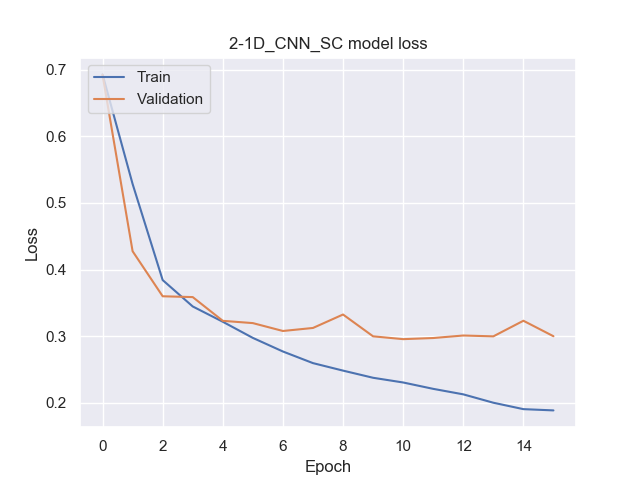 2-1D_CNN_SC model loss
Train
Validation
Loss
0.7
0.6
0.5
0.4
0.3
0.2
0 2 4 6 8 10 12 14
Epoch